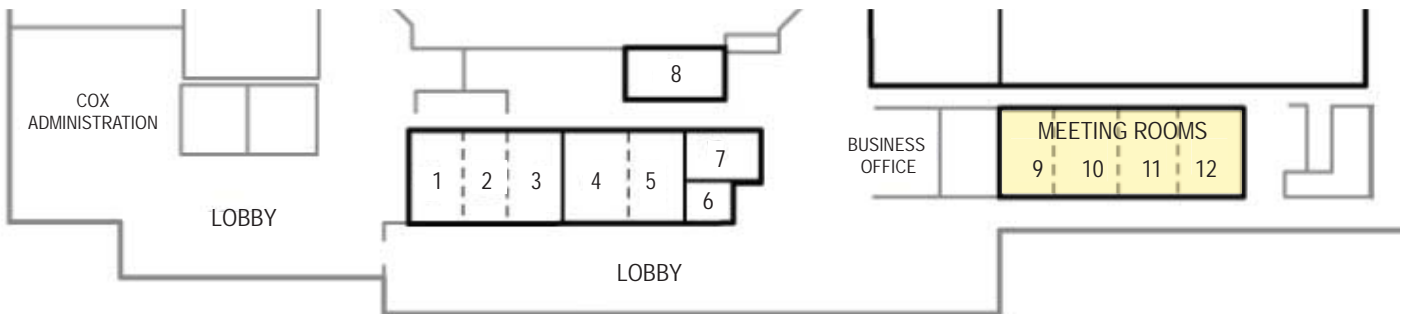 8
COX
ADMINISTRATION
MEETING ROOMS
BUSINESS
OFFICE
7
1 2 3 4 5
9 10 11 12
6
LOBBY
LOBBY